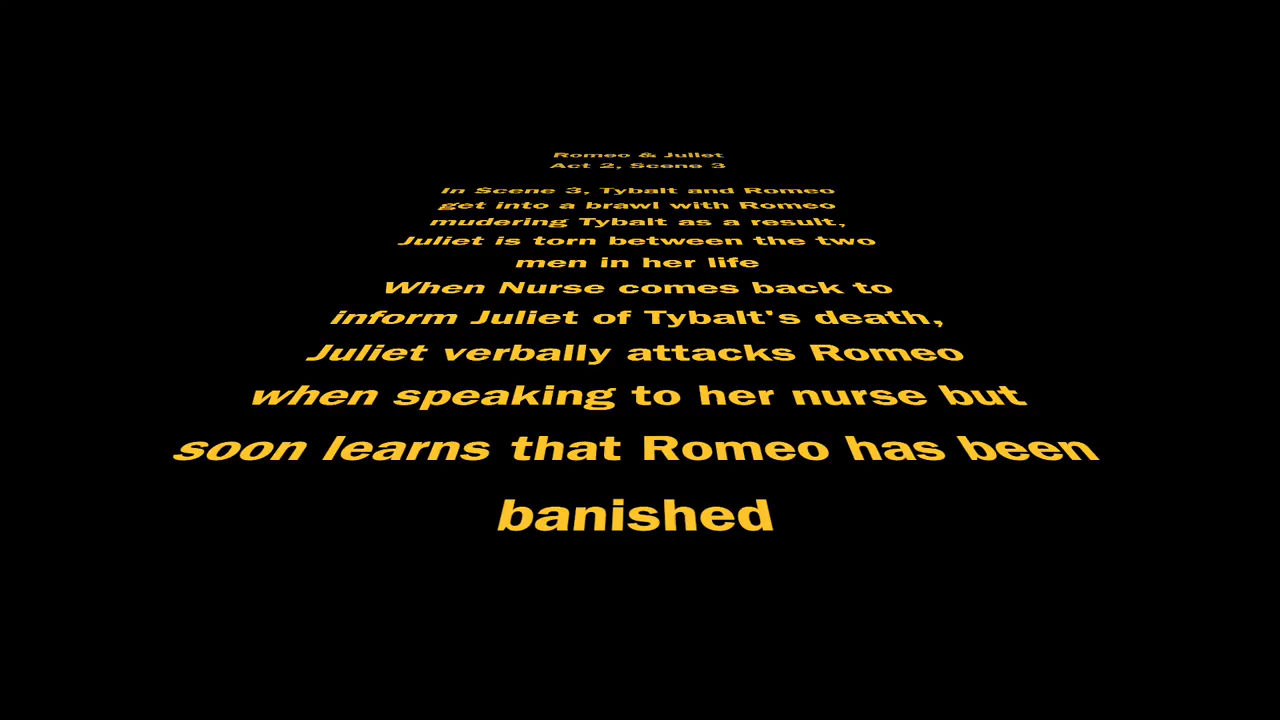 Romeo & Juliet
Act 2, Scene 3
In Scene 3, Tybalt and Romeo
get into a brawl with Romeo
mudering Tybalt as a result,
Juliet is torn between the two
men in her life
When Nurse comes back to
inform Juliet of Tybalt's death,
Juliet verbally attacks Romeo
when speaking to her nurse but
soon learns that Romeo has been
banished